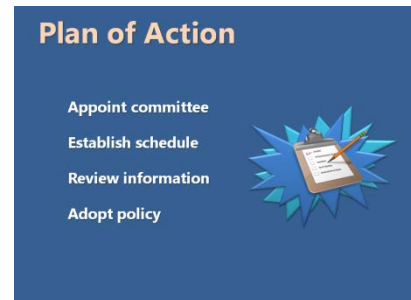 Plan of Action
Appoint committee
Establish schedule
Review information
Adopt policy